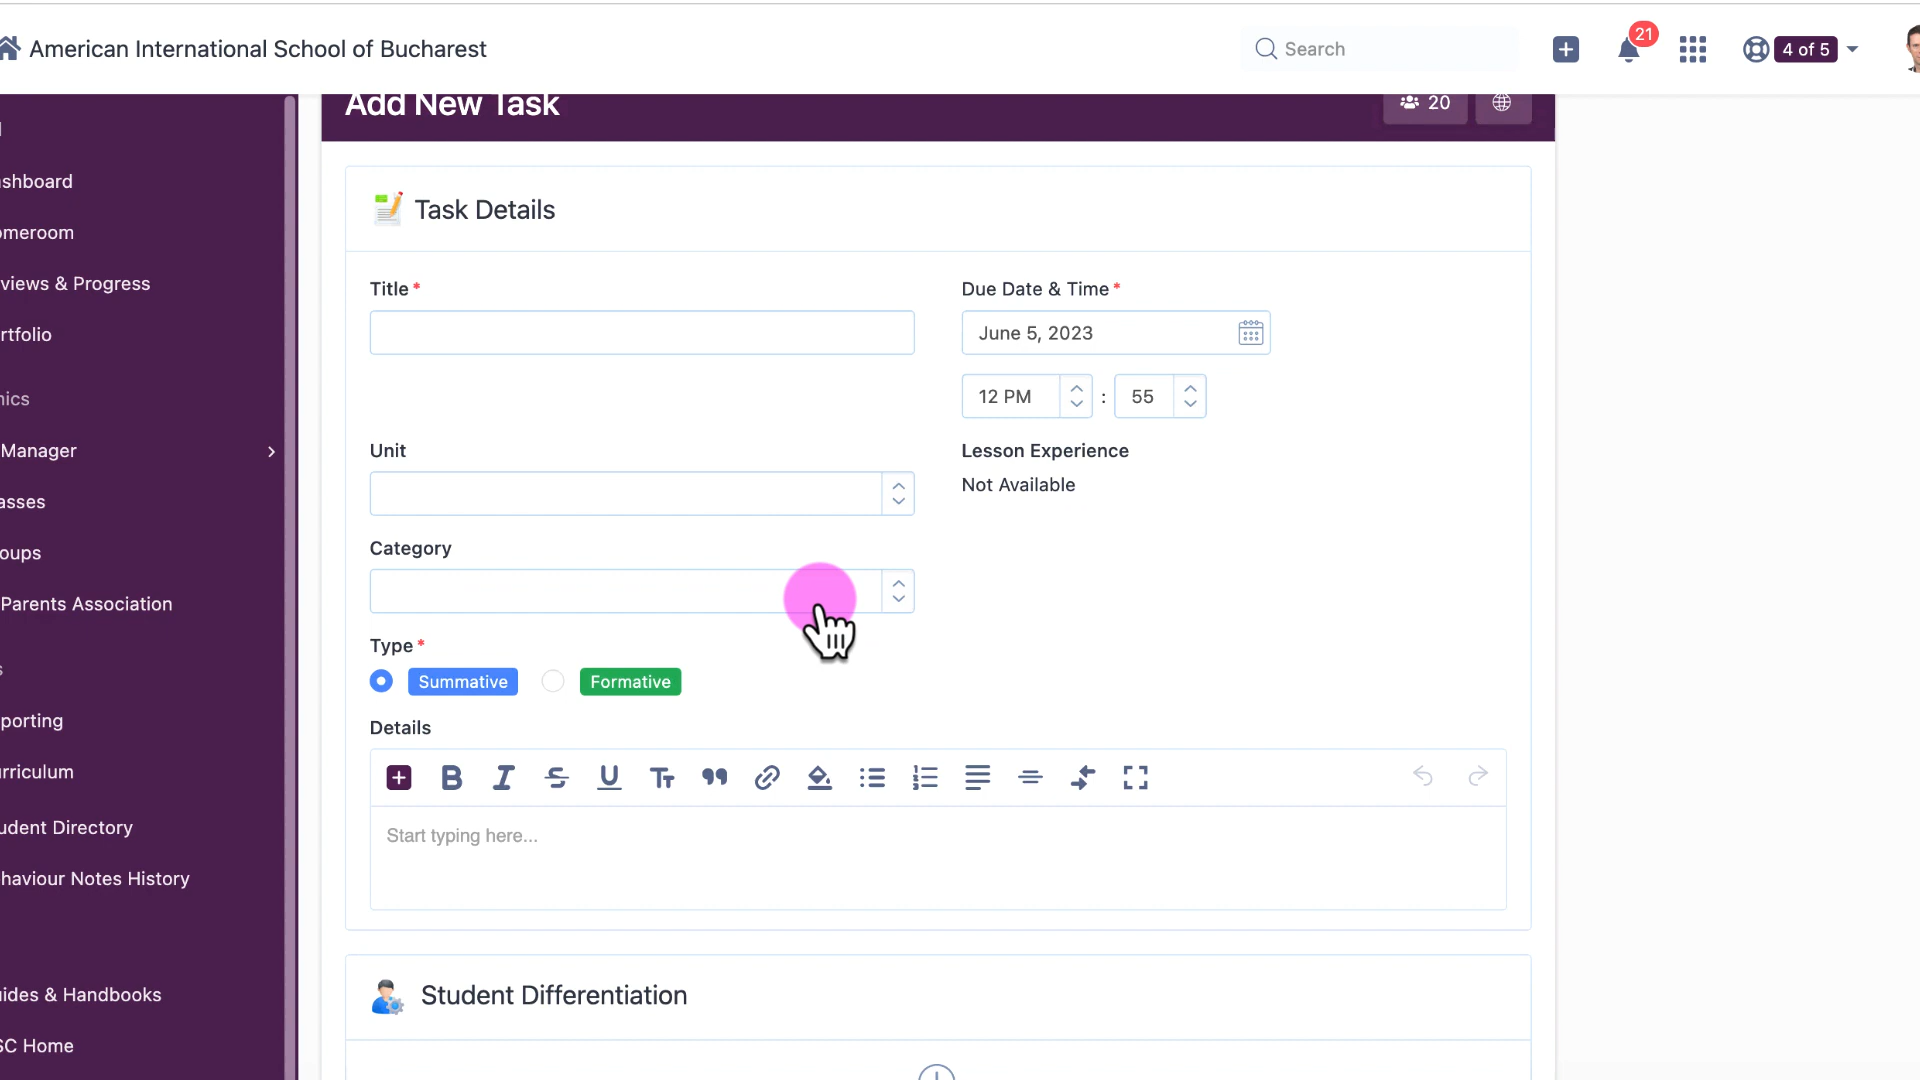 American International School of Bucharest
Search
21
4 of 5
Add New Task
20
shboard
meroom
views & Progress
rtfolio
Manager
asses
oups
Parents Association
porting
rriculum
udent Directory
haviour Notes History
ides & Handbooks
SC Home
Task Details
Title*
Due Date & Time*
June 5, 2023
12 PM : 55
Unit
Lesson Experience
Not Available
Category
Type*
Summative
Formative
Details
Start typing here...
Student Differentiation